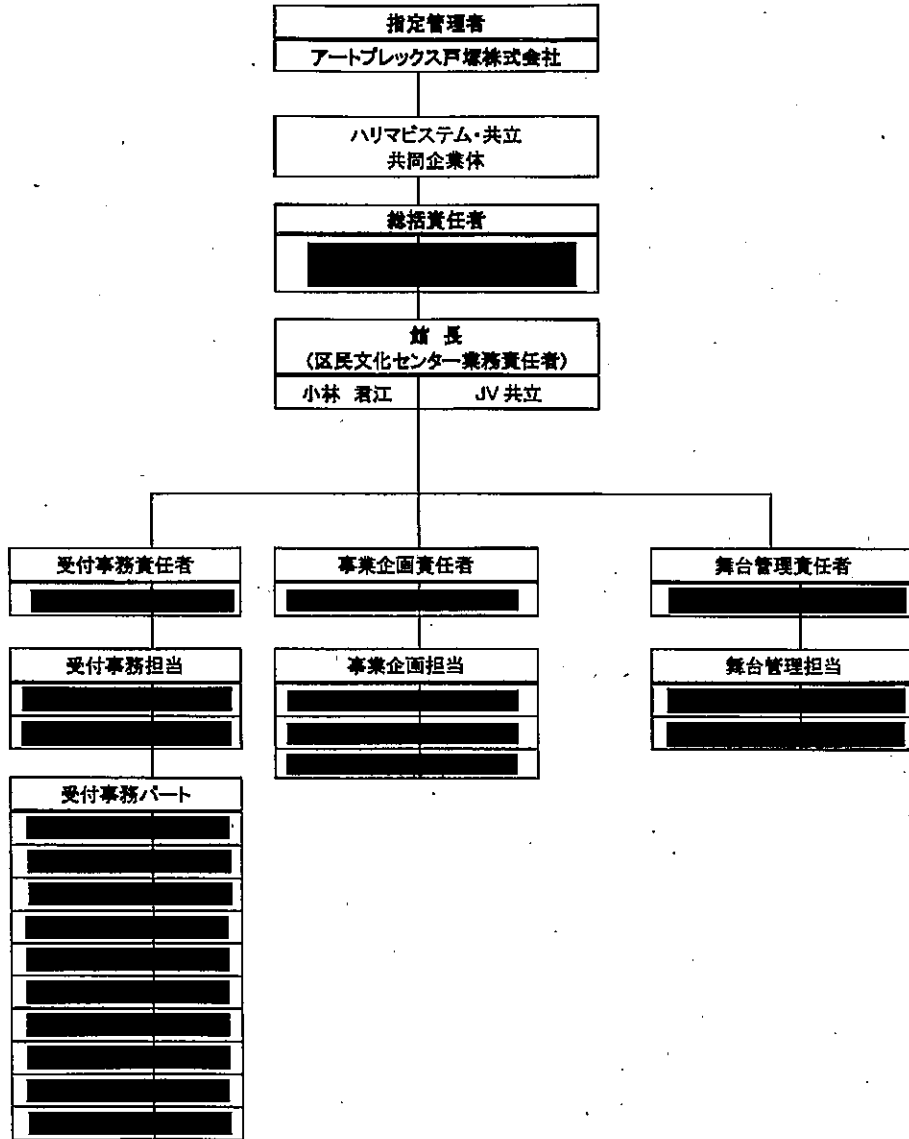 指定管理者
アートプレックス戸塚株式会社
ハリマビステム・共立
共同企業体
総括責任者
館 長
(区民文化センター業務責任者)
小林 君江 JV 共立
受付事務責任者 事業企画責任者 舞台管理責任者
受付事務担当 事業企画担当 舞台管理担当
受付事務パート